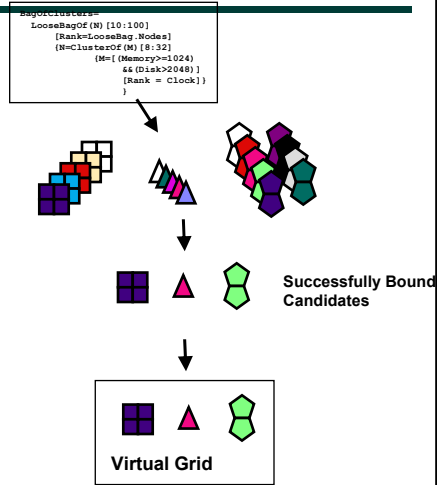 BagOfClusters=
LooseBagOf(N)[10:100]
[Rank=LooseBag.Nodes]
{N=ClusterOf(M)[8:32]
{M=[(Memory>=1024)
&&(Disk>2048)]
[Rank = Clock]}
}
Successfully Bound
Candidates
Virtual Grid